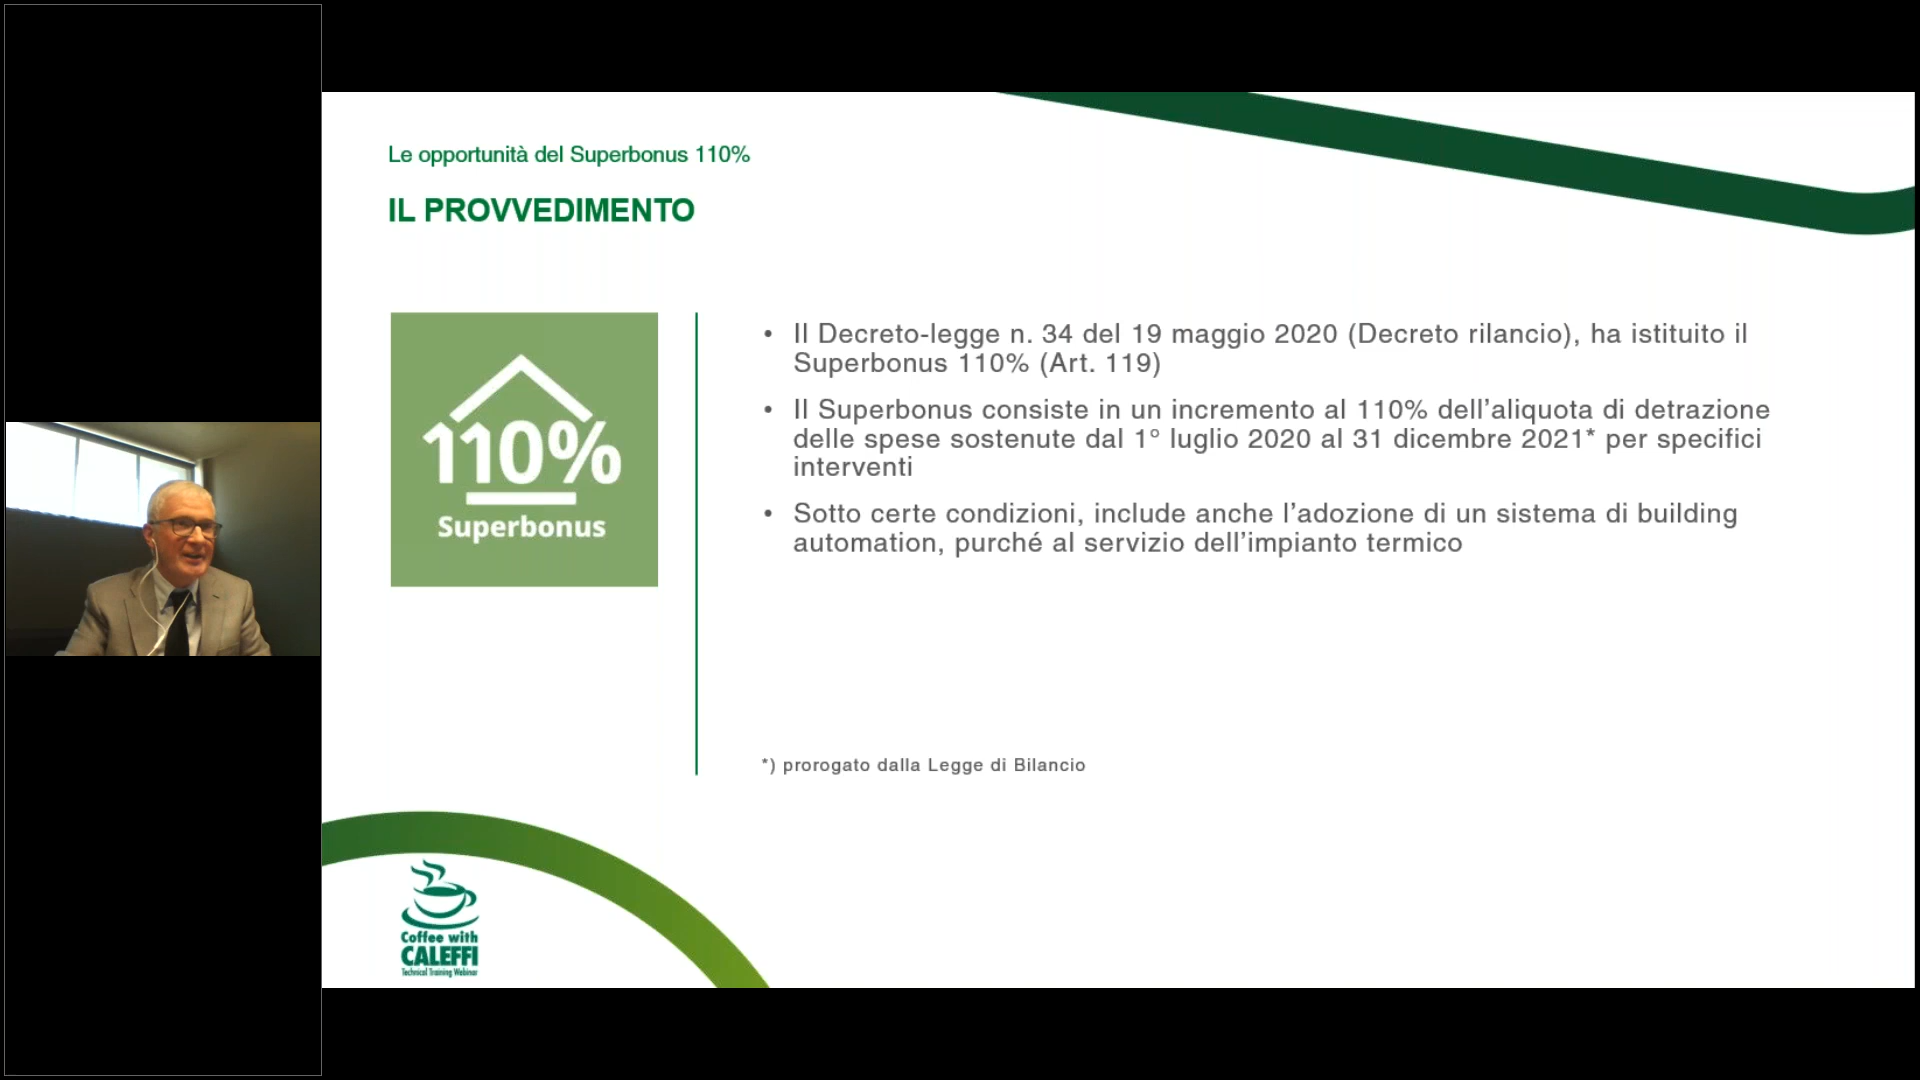 Le opportunità del Superbonus 110%
IL PROVVEDIMENTO
110%
Superbonus
• Il Decreto-legge n. 34 del 19 maggio 2020 (Decreto rilancio), ha istituito il
Superbonus 110% (Art. 119)
• Il Superbonus consiste in un incremento al 110% dell’aliquota di detrazione
delle spese sostenute dal 1° luglio 2020 al 31 dicembre 2021* per specifici
interventi
• Sotto certe condizioni, include anche l’adozione di un sistema di building
automation, purché al servizio dell’impianto termico
*) prorogato dalla Legge di Bilancio
Coffee with
CALEFFI
Technical Training Webinar